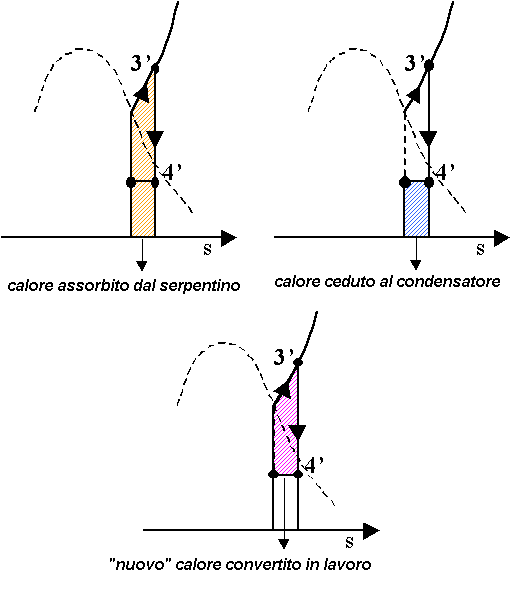 3’
4’
s
calore assorbito dal serpentino
3’
4’
s
calore ceduto al condensatore
3’
4’
s
"nuovo" calore convertito in lavoro